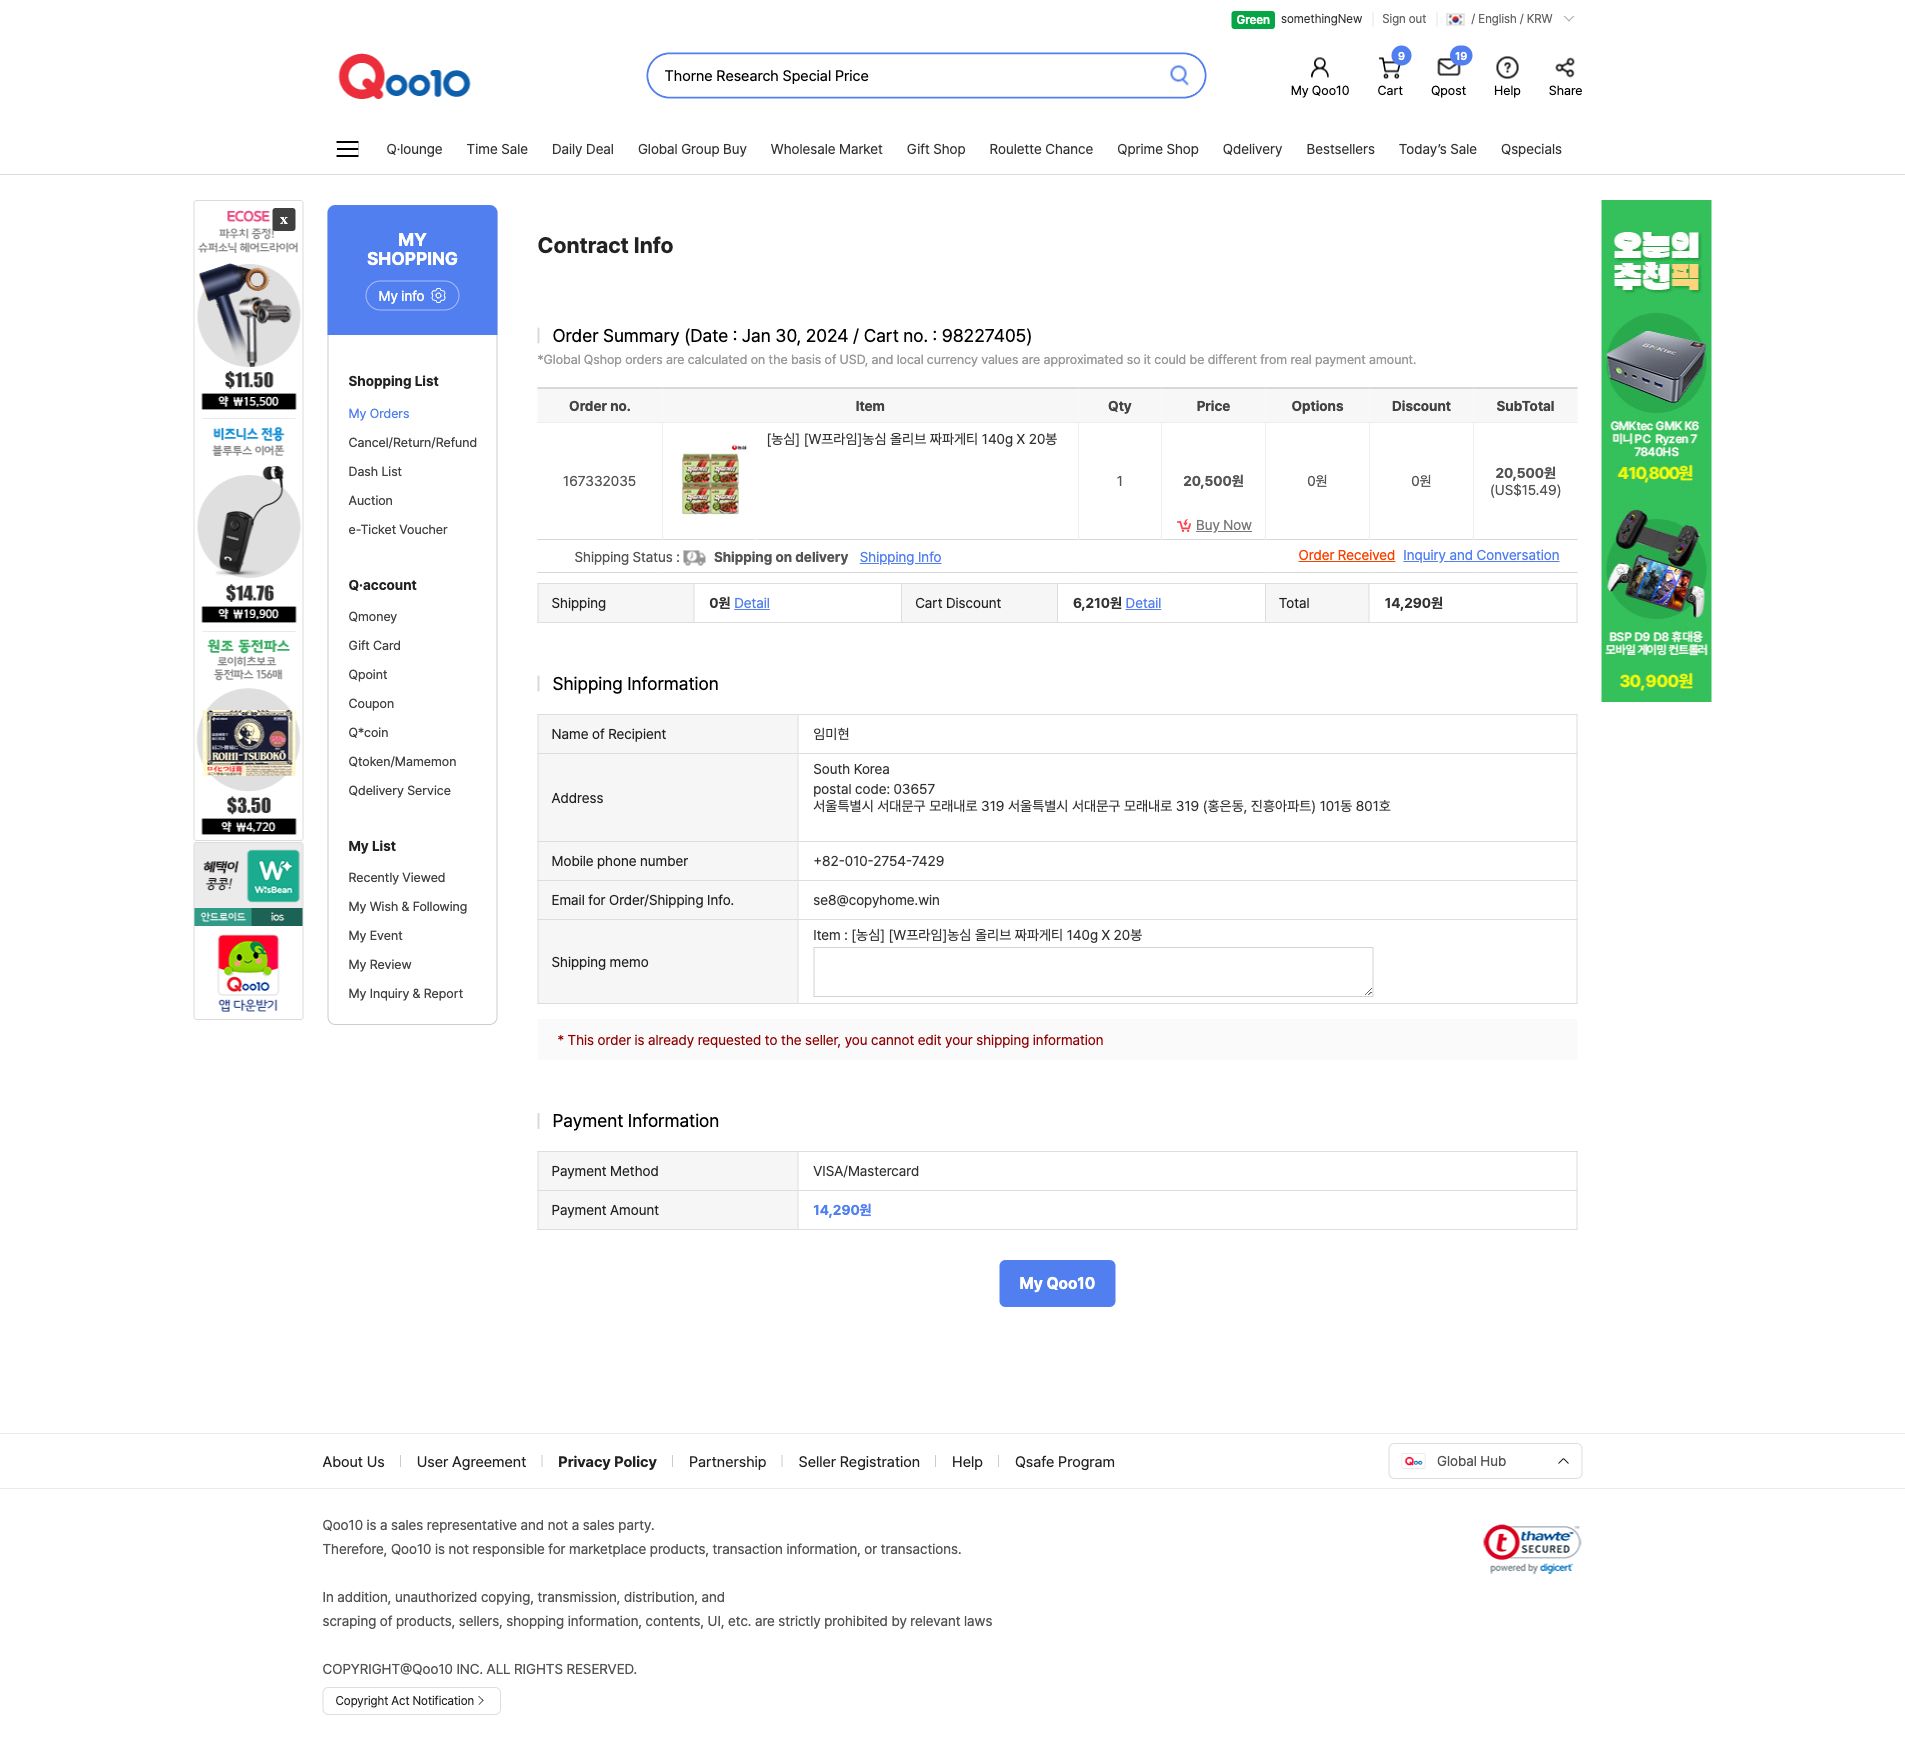 Green somethingNew Sign out / English / KRW
Qoo10
Thorne Research Special Price
9
19
My Qoo10 Cart Qpost Help Share
Q·lounge Time Sale Daily Deal Global Group Buy Wholesale Market Gift Shop Roulette Chance Qprime Shop Qdelivery Bestsellers Today's Sale Qspecials
ECOSE x
파우치 증정!
슈퍼소닉 헤어드라이어
$11.50
약 ₩15,500
비즈니스 전용
블루투스 이어폰
$14.76
약 ₩19,900
원조 동전파스
로이히츠보코
동전파스 156매
ROIHI-TSUBOKO
$3.50
약 ₩4,720
혜택이
콩콩!
W+
WisBean
안드로이드 ios
Qoo10
앱 다운받기
MY
SHOPPING
My info
Shopping List
My Orders
Cancel/Return/Refund
Dash List
Auction
e-Ticket Voucher
Q·account
Qmoney
Gift Card
Qpoint
Coupon
Q*coin
Qtoken/Mamemon
Qdelivery Service
My List
Recently Viewed
My Wish & Following
My Event
My Review
My Inquiry & Report
Contract Info
Order Summary (Date : Jan 30, 2024 / Cart no. : 98227405)
*Global Qshop orders are calculated on the basis of USD, and local currency values are approximated so it could be different from real payment amount.
Order no. Item Qty Price Options Discount SubTotal
[농심] [W프라임]농심 올리브 짜파게티 140g X 20봉
167332035 1 20,500원 0원 0원 20,500원
(US$15.49)
Buy Now
Shipping Status : Shipping on delivery Shipping Info Order Received Inquiry and Conversation
Shipping 0원 Detail Cart Discount 6,210원 Detail Total 14,290원
Shipping Information
Name of Recipient 임미현
Address
South Korea
postal code: 03657
서울특별시 서대문구 모래내로 319 서울특별시 서대문구 모래내로 319 (홍은동, 진흥아파트) 101동 801호
Mobile phone number +82-010-2754-7429
Email for Order/Shipping Info. se8@copyhome.win
Shipping memo
Item : [농심] [W프라임]농심 올리브 짜파게티 140g X 20봉
* This order is already requested to the seller, you cannot edit your shipping information
Payment Information
Payment Method VISA/Mastercard
Payment Amount 14,290원
My Qoo10
오늘의
추천픽
GMKtec GMK K6
미니 PC Ryzen 7
7840HS
410,800원
BSP D9 D8 휴대용
모바일 게이밍 컨트롤러
30,900원
About Us User Agreement Privacy Policy Partnership Seller Registration Help Qsafe Program
Qoo Global Hub
Qoo10 is a sales representative and not a sales party.
Therefore, Qoo10 is not responsible for marketplace products, transaction information, or transactions.
In addition, unauthorized copying, transmission, distribution, and
scraping of products, sellers, shopping information, contents, UI, etc. are strictly prohibited by relevant laws
COPYRIGHT@Qoo10 INC. ALL RIGHTS RESERVED.
Copyright Act Notification >
thawte
SECURED
powered by digicert